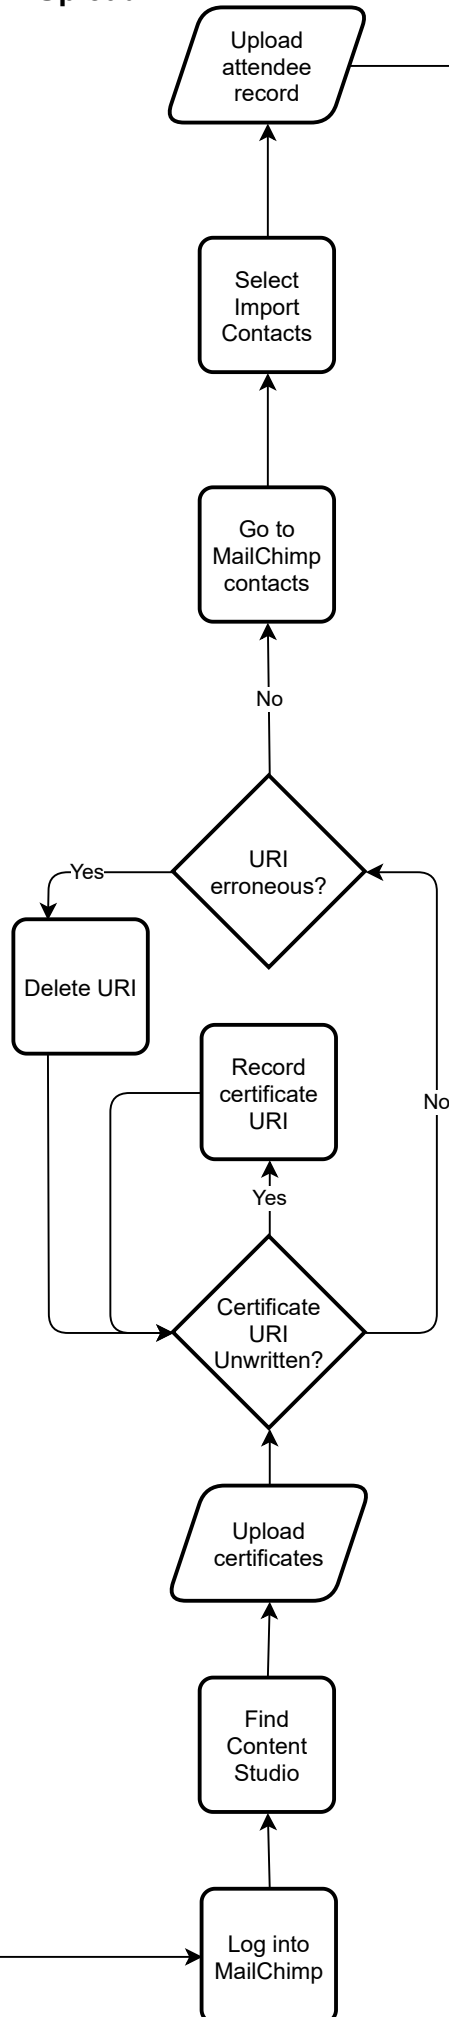 Upload
attendee
record
Select
Import
Contacts
Go to
MailChimp
contacts
No
URI
erroneous?
Yes
Delete URI
Record
certificate
URI
No
Yes
Certificate
URI
Unwritten?
Upload
certificates
Find
Content
Studio
Log into
MailChimp